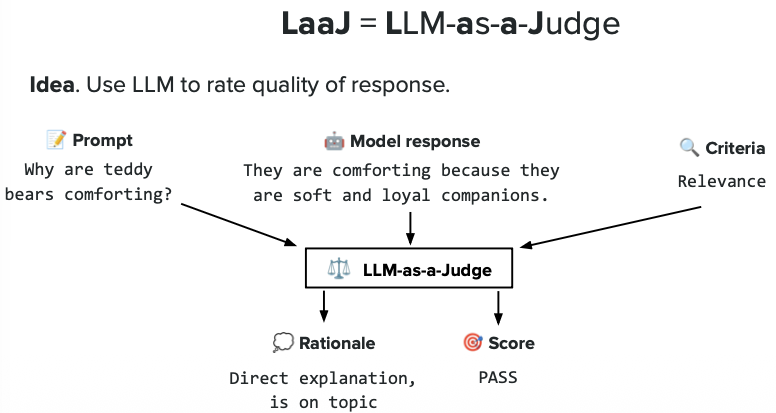 LaaJ = LLM-as-a-Judge
Idea. Use LLM to rate quality of response.
Prompt
Why are teddy
bears comforting?
Model response
They are comforting because they
are soft and loyal companions.
Criteria
Relevance
LLM-as-a-Judge
Rationale
Direct explanation,
is on topic
Score
PASS